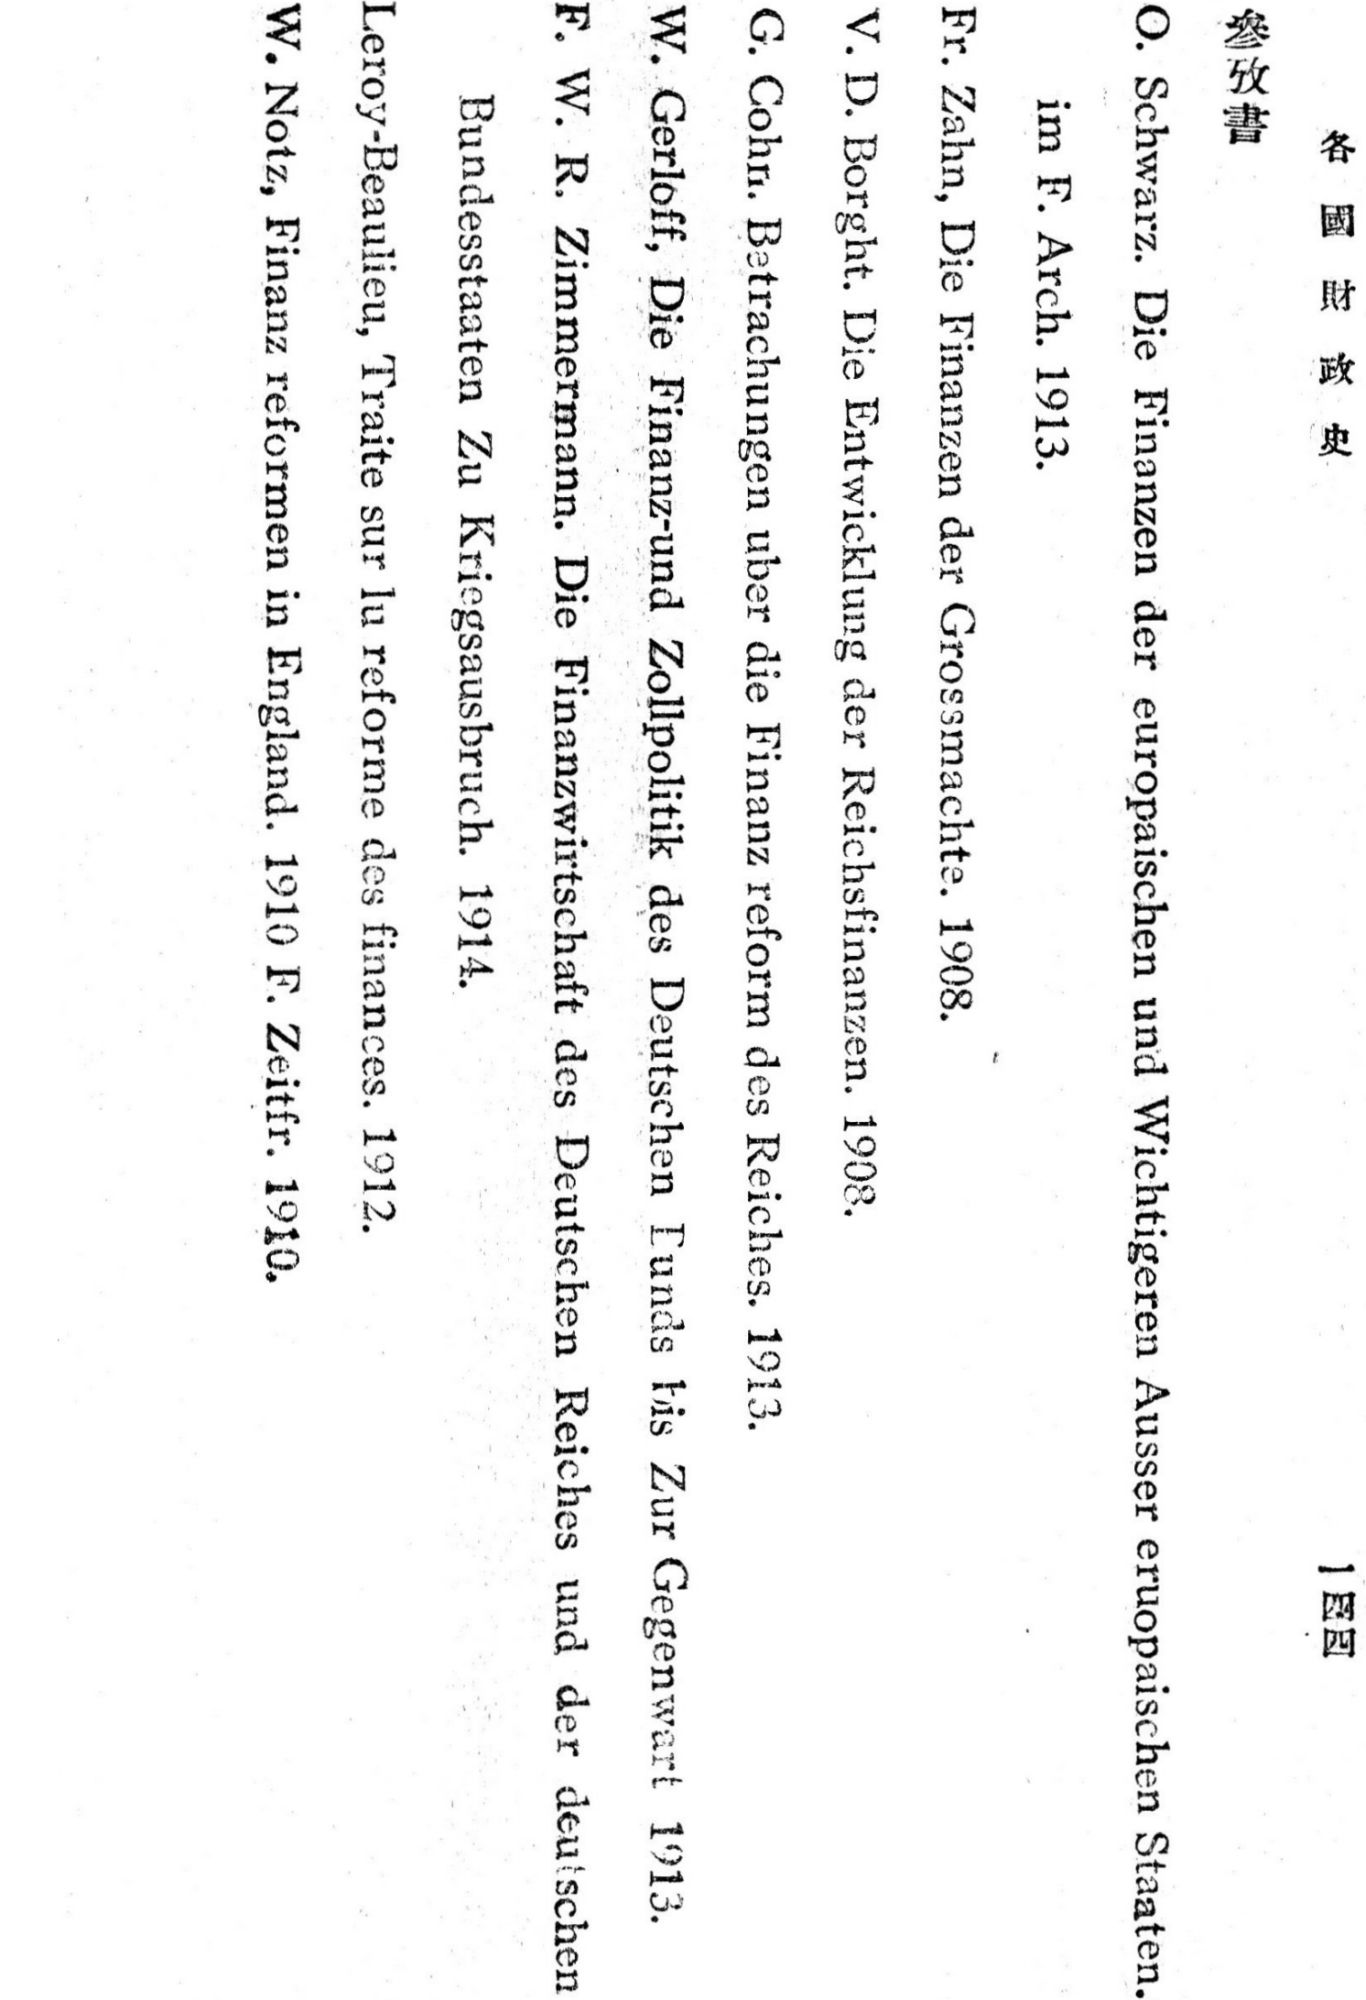 各國財政史
一四四
參攷書
O. Schwarz. Die Finanzen der europaischen und Wichtigeren Ausser eruopaischen Staaten.
im F. Arch. 1913.
Fr. Zahn, Die Finanzen der Grossmachte. 1908.
V. D. Borght. Die Entwicklung der Reichsfinanzen. 1908.
G. Cohn. Betrachungen uber die Finanz reform des Reiches. 1913.
W. Gerloff, Die Finanz-und Zollpolitik des Deutschen Bunds bis Zur Gegenwart 1913.
F. W. R. Zimmermann. Die Finanzwirtschaft des Deutschen Reiches und der deutschen
Bundesstaaten Zu Kriegsausbruch. 1914.
Leroy-Beaulieu, Traite sur lu reforme des finances. 1912.
W. Notz, Finanz reformen in England. 1910 F. Zeitfr. 1910.